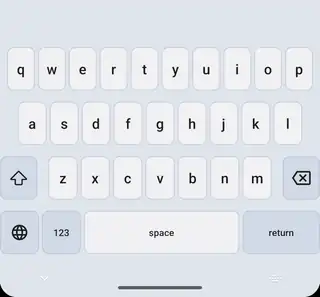 q w e r t y u i o p
a s d f g h j k l
z x c v b n m
123 space return